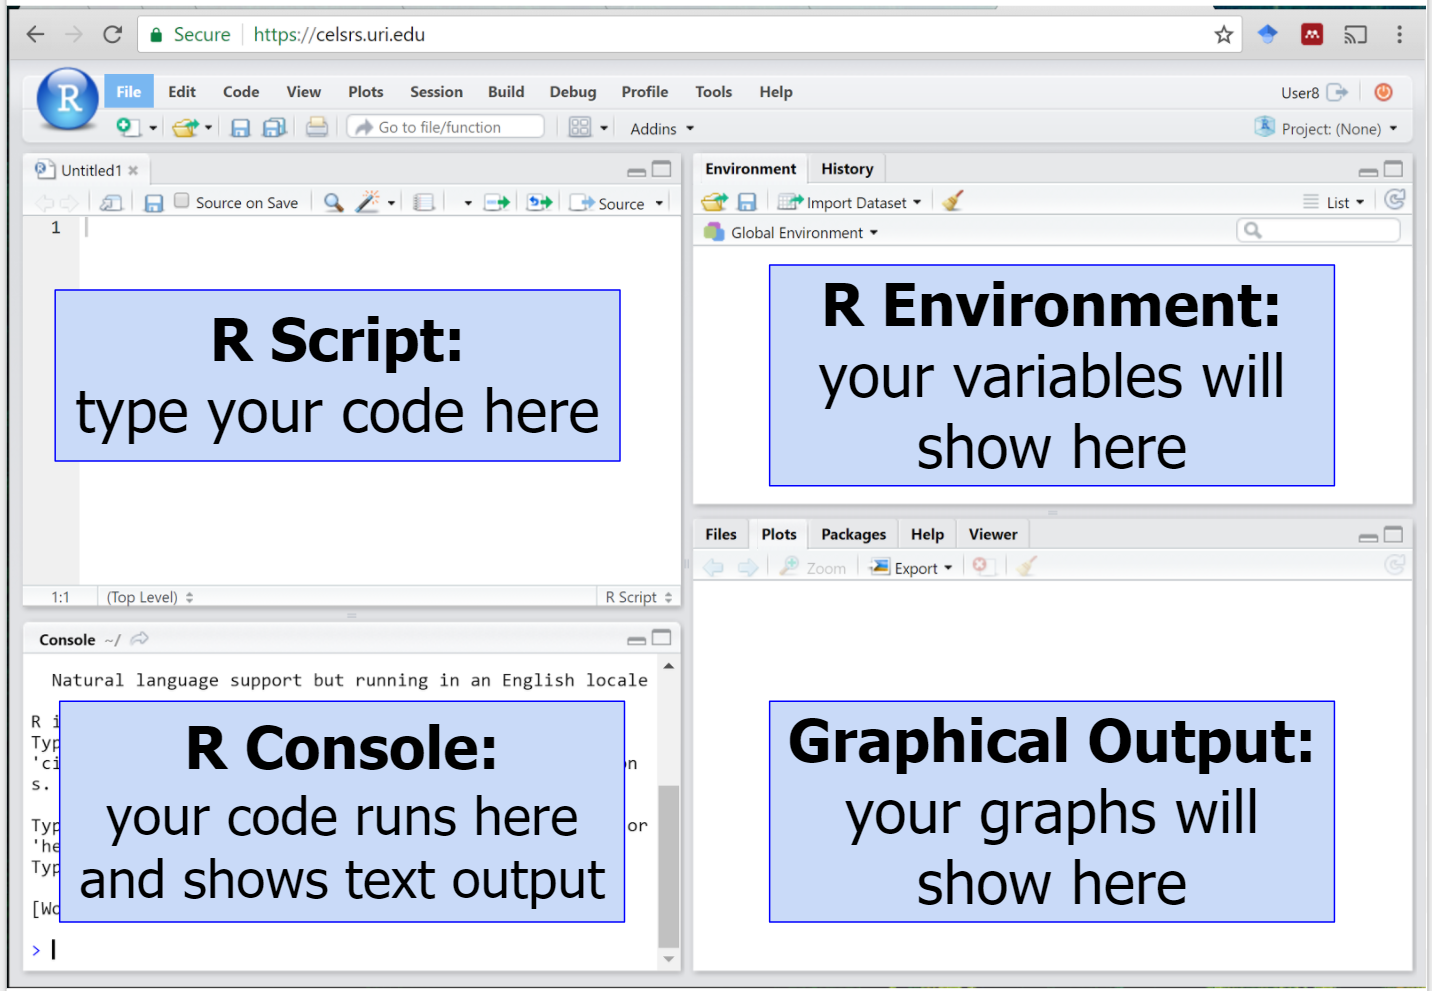 Secure https://celsrs.uri.edu
R File Edit Code View Plots Session Build Debug Profile Tools Help User8
Go to file/function Addins Project: (None)
Untitled1
Source on Save Source
1
R Script:
type your code here
1:1 (Top Level) R Script
Console ~/
Natural language support but running in an English locale
R i
Typ
'ci n
s.
Typ or
'he
Typ
[Wo
>
R Console:
your code runs here
and shows text output
Environment History
Import Dataset List
Global Environment
R Environment:
your variables will
show here
Files Plots Packages Help Viewer
Zoom Export
Graphical Output:
your graphs will
show here